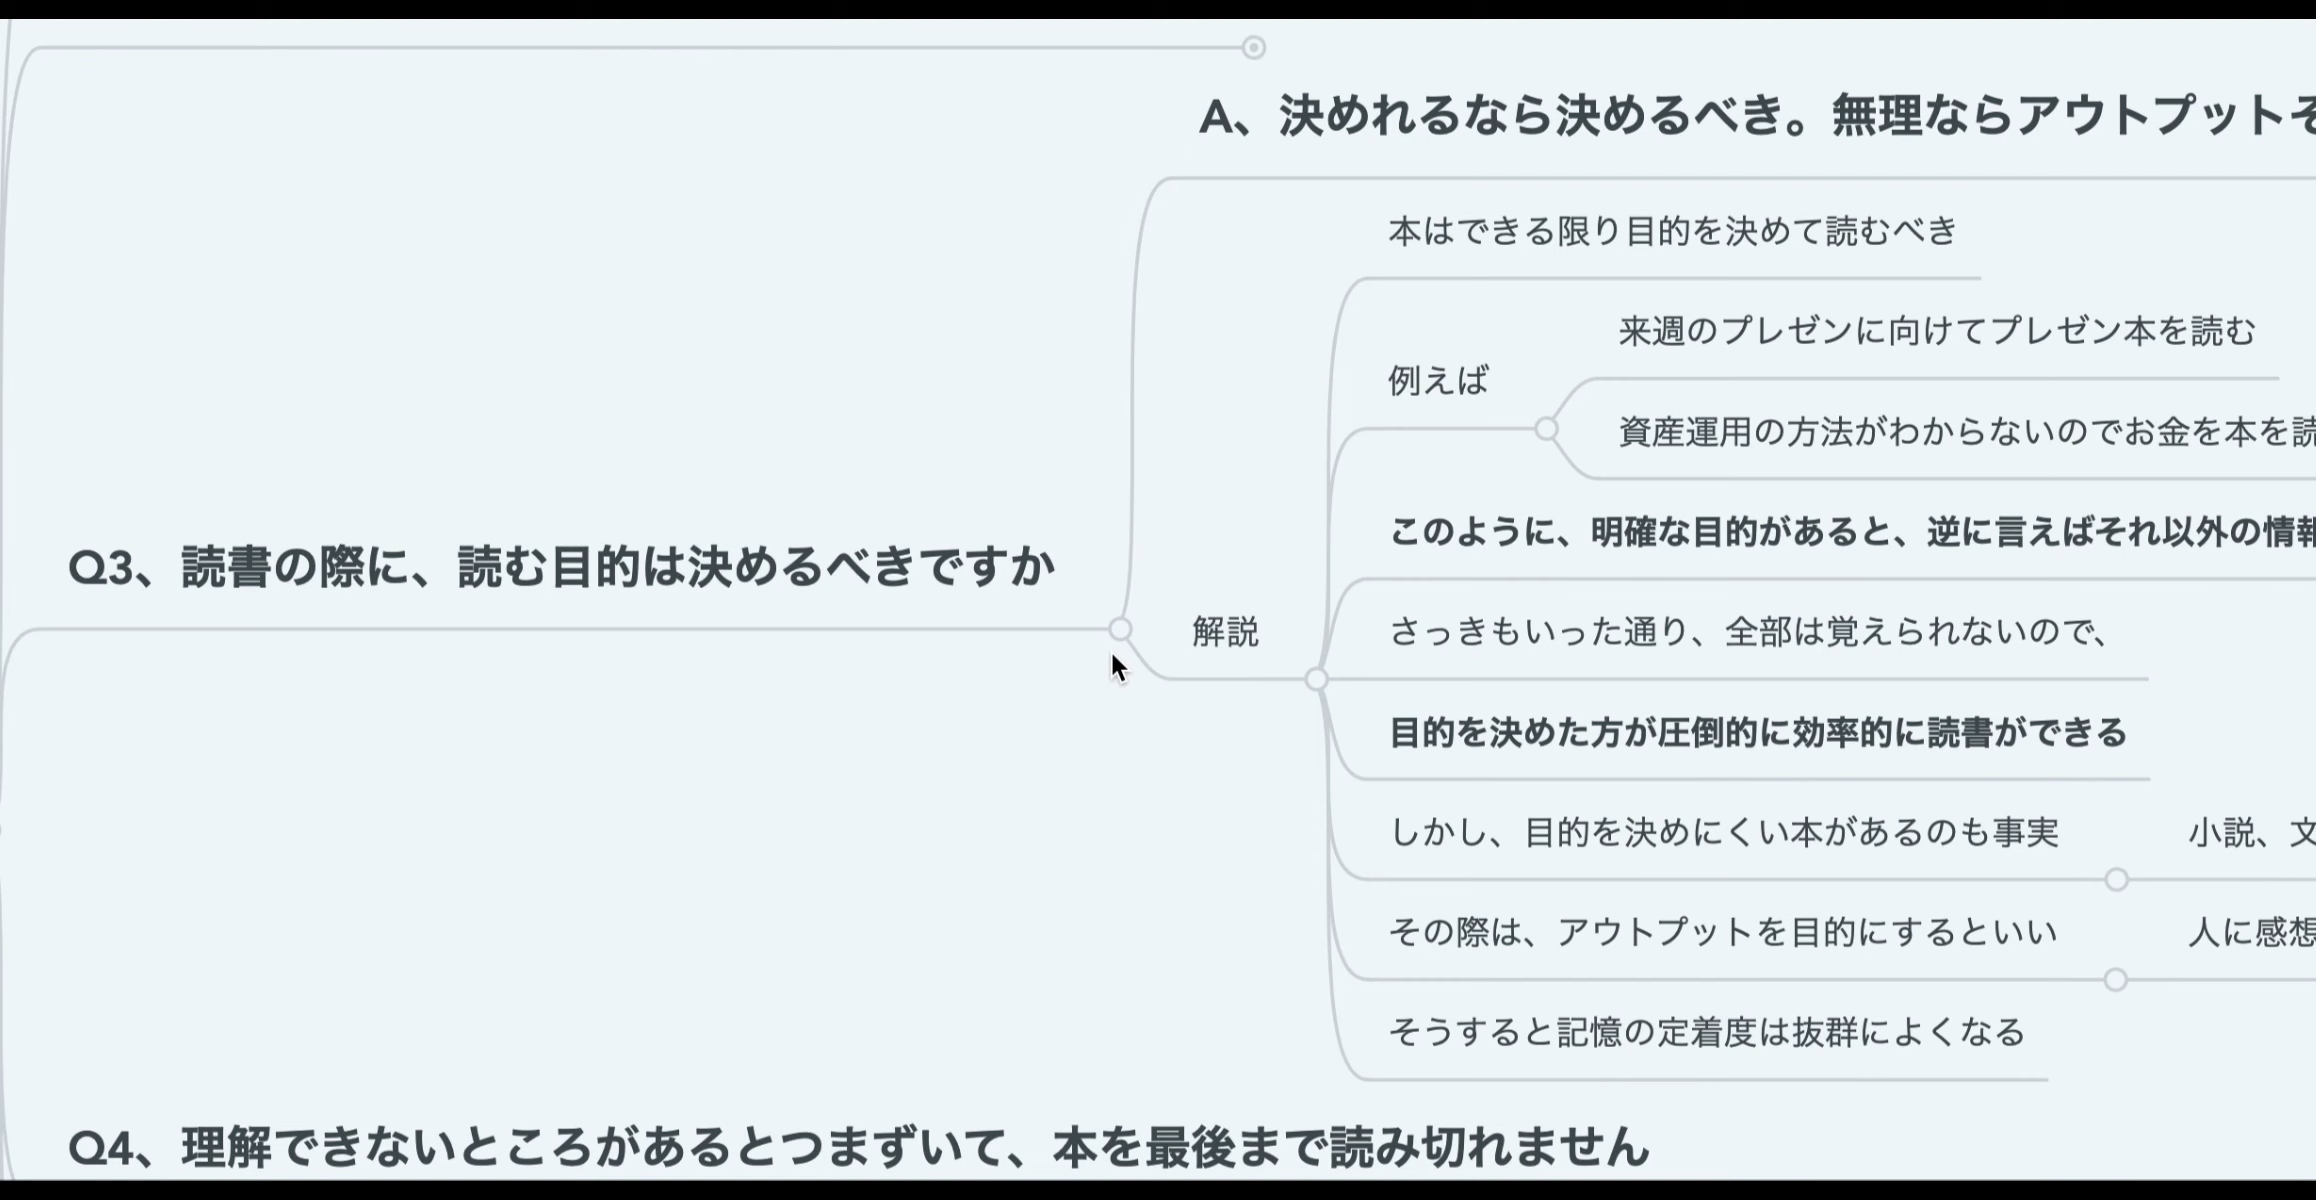 A、決めれるなら決めるべき。無理ならアウトプットそ
本はできる限り目的を決めて読むべき
来週のプレゼンに向けてプレゼン本を読む
例えば
資産運用の方法がわからないのでお金を本を読
このように、明確な目的があると、逆に言えばそれ以外の情報
Q3、読書の際に、読む目的は決めるべきですか
解説
さっきもいった通り、全部は覚えられないので、
目的を決めた方が圧倒的に効率的に読書ができる
しかし、目的を決めにくい本があるのも事実
小説、文
その際は、アウトプットを目的にするといい
人に感想
そうすると記憶の定着度は抜群によくなる
Q4、理解できないところがあるとつまずいて、本を最後まで読み切れません